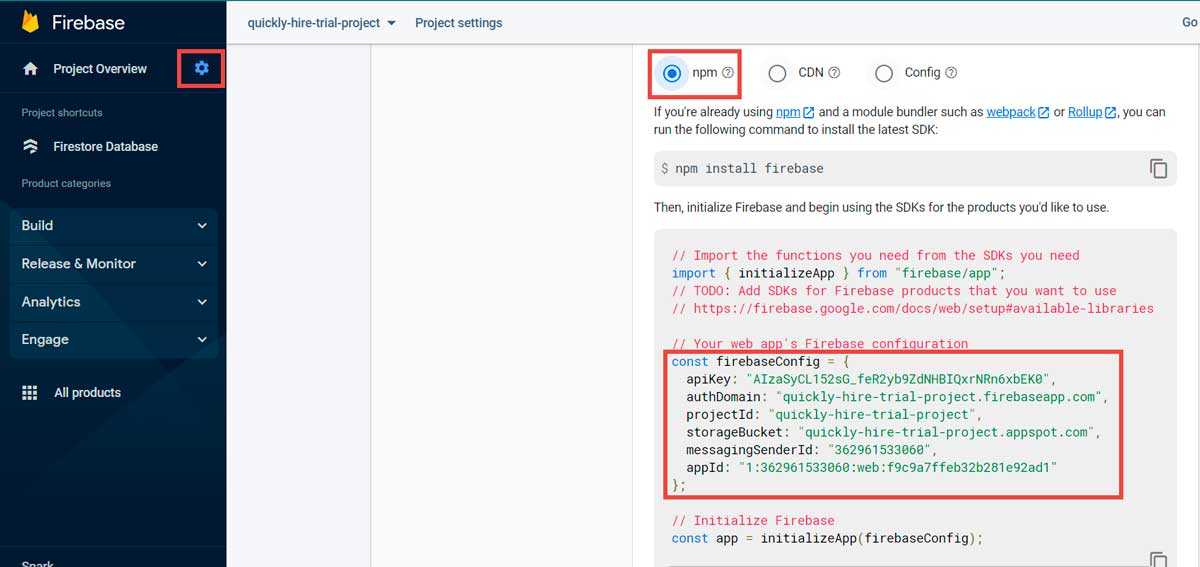 Firebase
Project Overview
Project shortcuts
Firestore Database
Product categories
Build
Release & Monitor
Analytics
Engage
All products
Spark
quickly-hire-trial-project
Project settings
Go
npm
CDN
Config
If you're already using npm and a module bundler such as webpack or Rollup, you can
run the following command to install the latest SDK:
$ npm install firebase
Then, initialize Firebase and begin using the SDKs for the products you'd like to use.
// Import the functions you need from the SDKs you need
import { initializeApp } from "firebase/app";
// TODO: Add SDKs for Firebase products that you want to use
// https://firebase.google.com/docs/web/setup#available-libraries
// Your web app's Firebase configuration
const firebaseConfig = {
apiKey: "AIzaSyCL152sG_feR2yb9ZdNHBIQxrNRn6xbEK0",
authDomain: "quickly-hire-trial-project.firebaseapp.com",
projectId: "quickly-hire-trial-project",
storageBucket: "quickly-hire-trial-project.appspot.com",
messagingSenderId: "362961533060",
appId: "1:362961533060:web:f9c9a7ffeb32b281e92ad1"
};
// Initialize Firebase
const app = initializeApp(firebaseConfig);